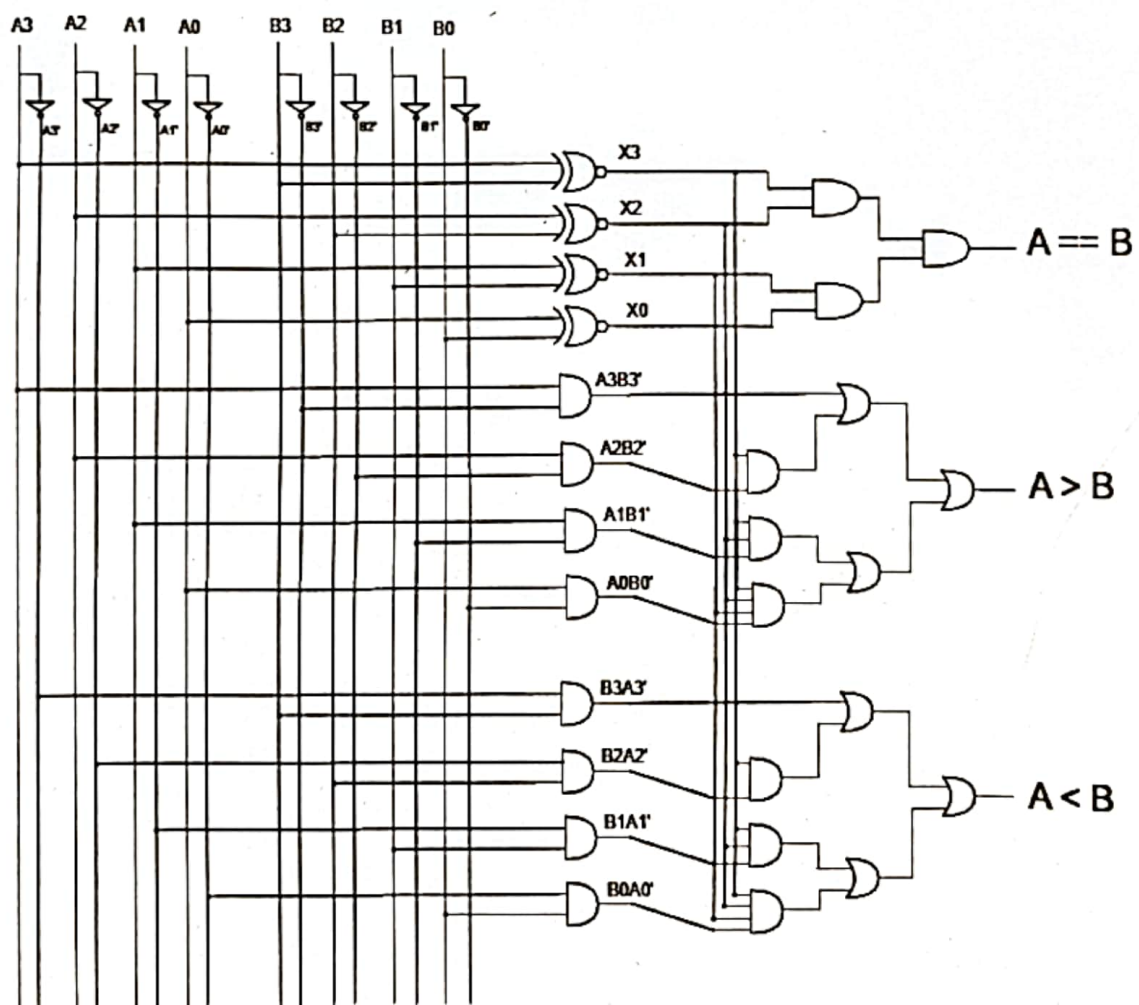 A3 A2 A1 A0 B3 B2 B1 B0
A3' A2' A1' A0' B3' B2' B1' B0'
X3
X2
A == B
X1
X0
A3B3'
A2B2'
A > B
A1B1'
A0B0'
B3A3'
B2A2'
A < B
B1A1'
B0A0'